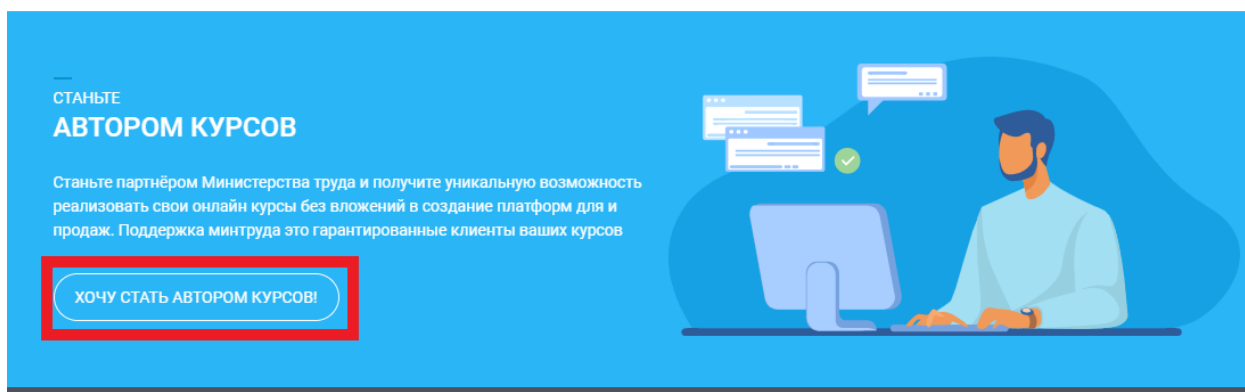 СТАНЬТЕ
АВТОРОМ КУРСОВ
Станьте партнёром Министерства труда и получите уникальную возможность
реализовать свои онлайн курсы без вложений в создание платформ для и
продаж. Поддержка минтруда это гарантированные клиенты ваших курсов
ХОЧУ СТАТЬ АВТОРОМ КУРСОВ!